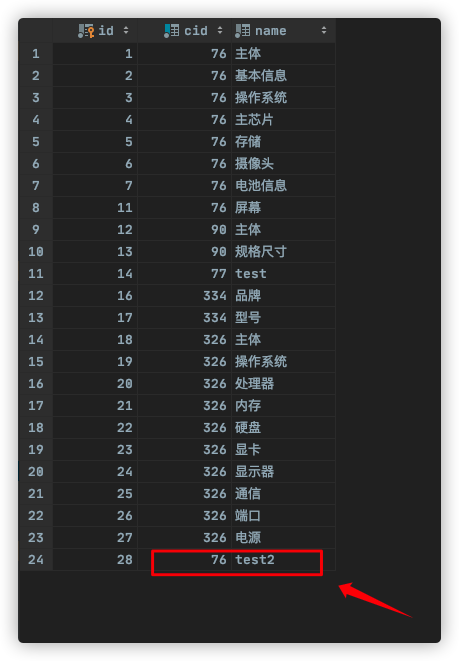 id cid name
1 1 76 主体
2 2 76 基本信息
3 3 76 操作系统
4 4 76 主芯片
5 5 76 存储
6 6 76 摄像头
7 7 76 电池信息
8 11 76 屏幕
9 12 90 主体
10 13 90 规格尺寸
11 14 77 test
12 16 334 品牌
13 17 334 型号
14 18 326 主体
15 19 326 操作系统
16 20 326 处理器
17 21 326 内存
18 22 326 硬盘
19 23 326 显卡
20 24 326 显示器
21 25 326 通信
22 26 326 端口
23 27 326 电源
24 28 76 test2